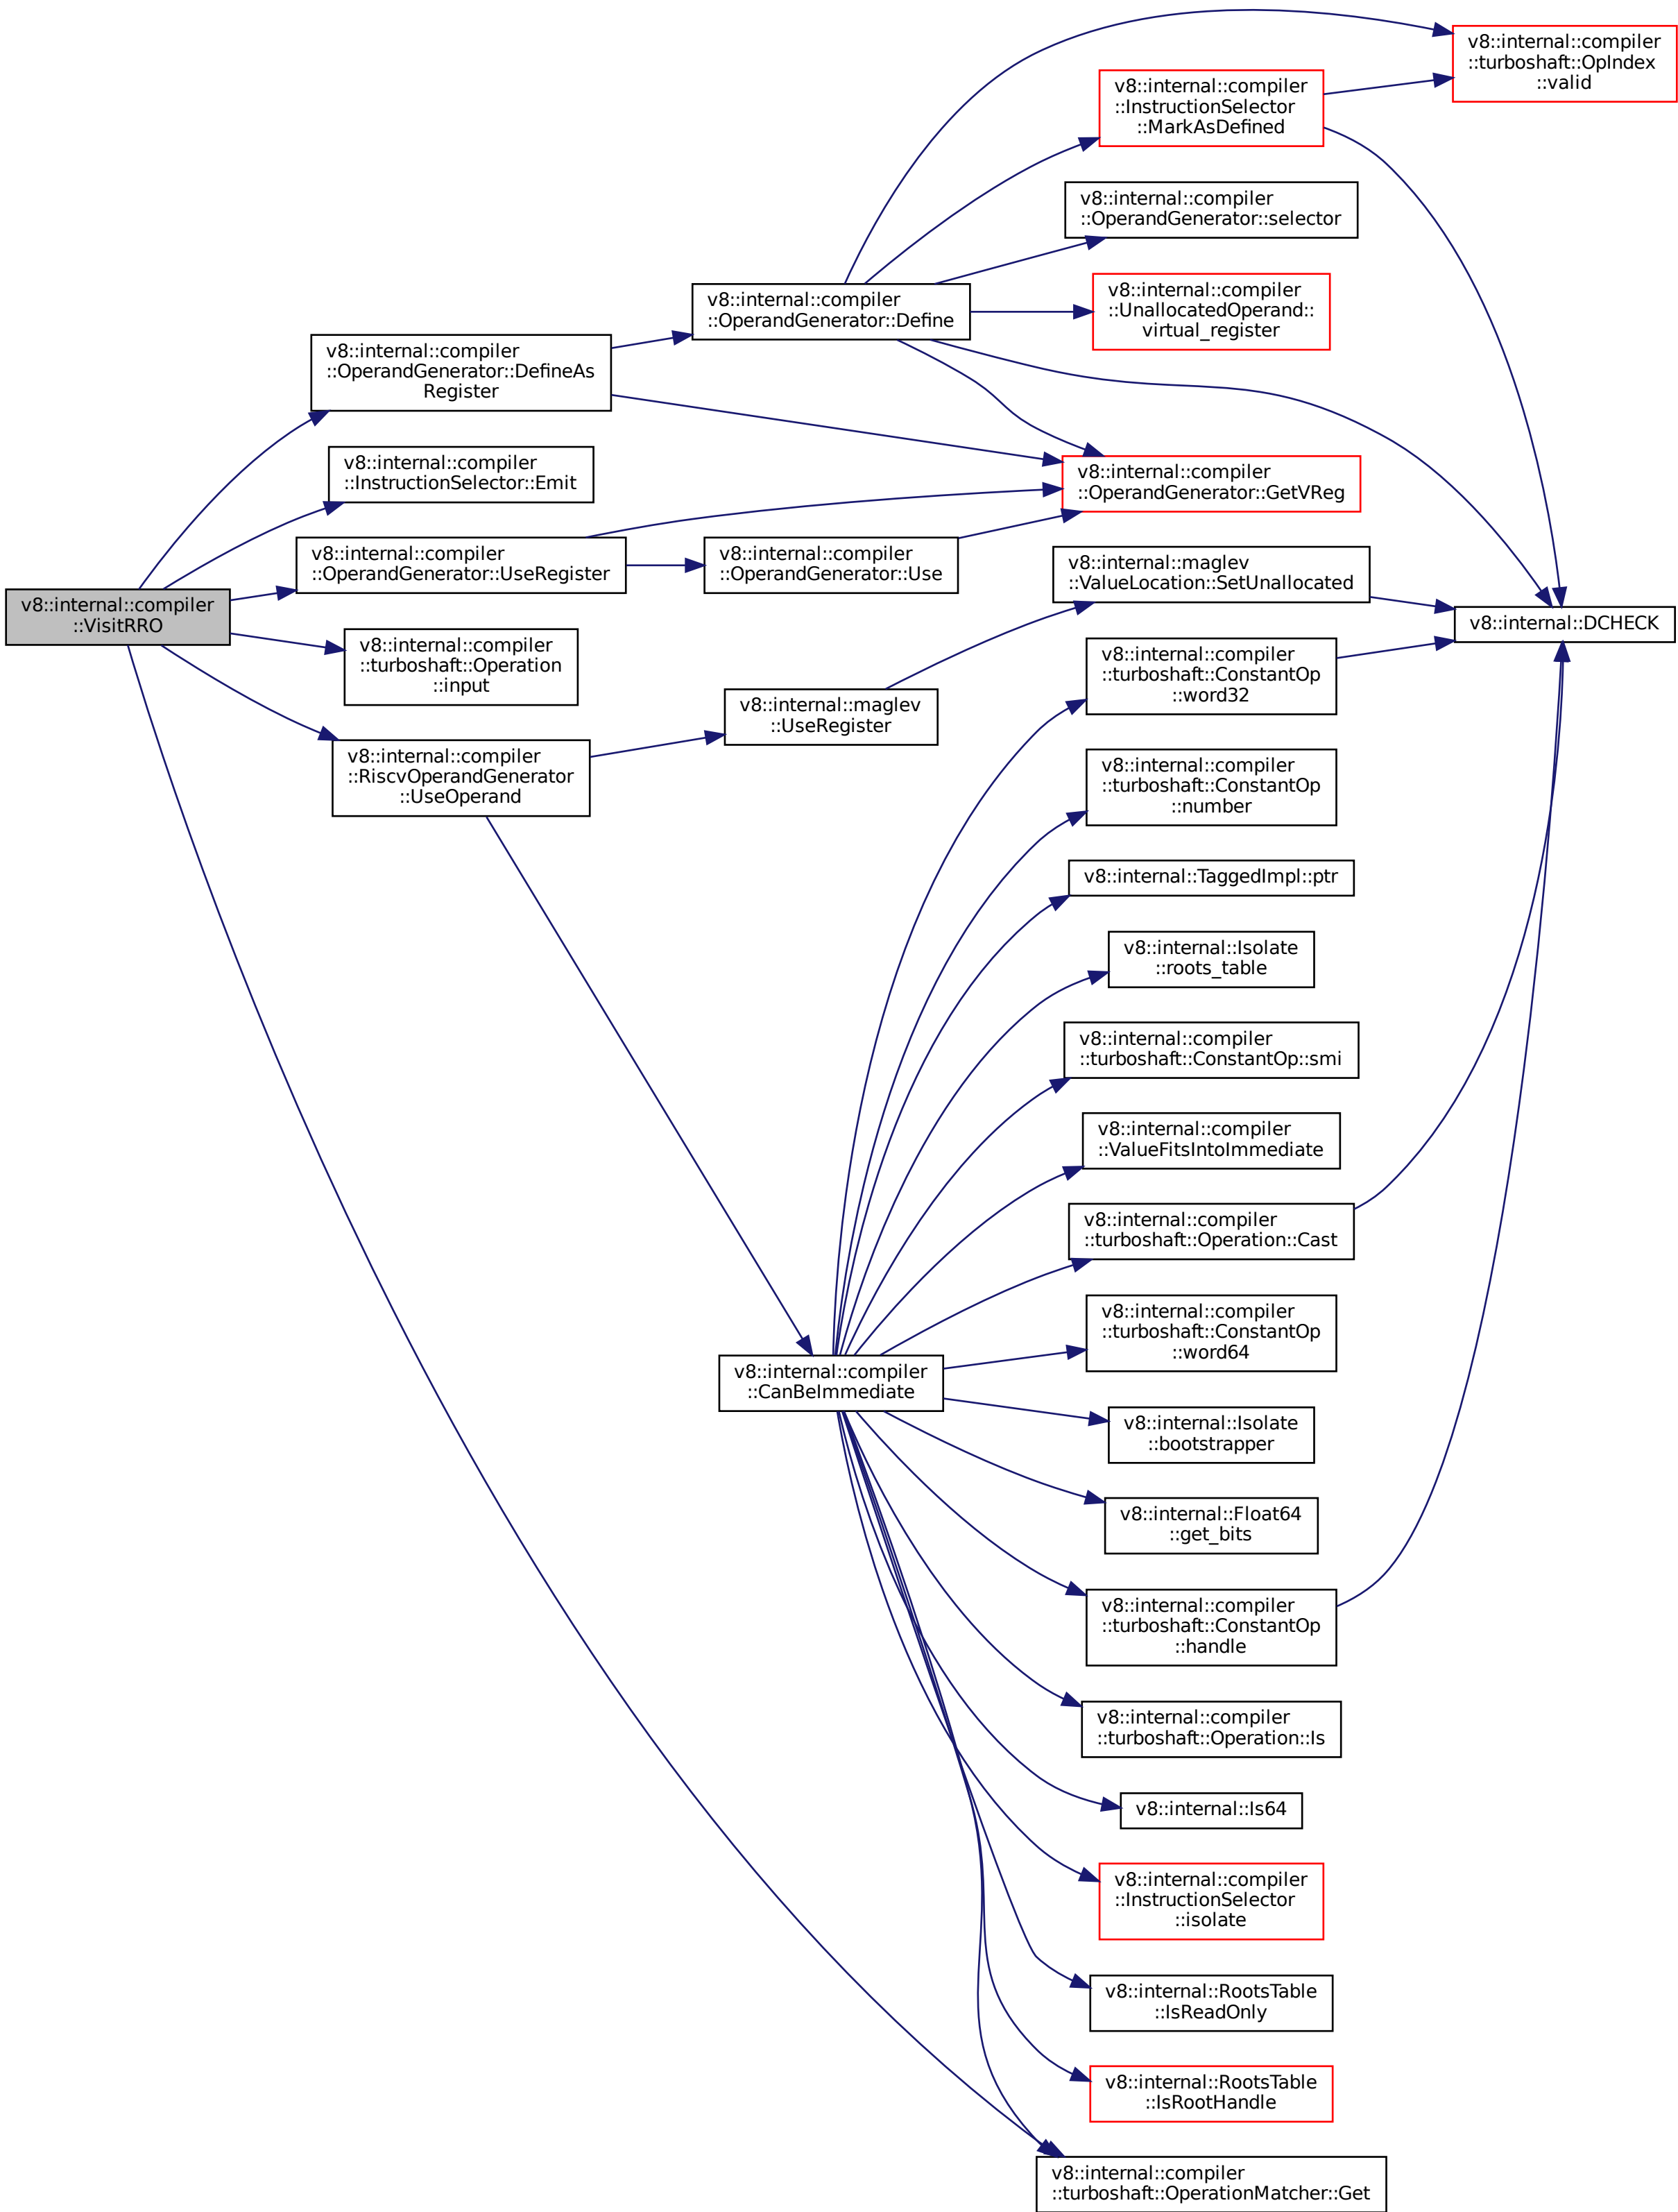 v8::internal::compiler
::turboshaft::OpIndex
::valid
v8::internal::compiler
::InstructionSelector
::MarkAsDefined
v8::internal::compiler
::OperandGenerator::selector
v8::internal::compiler
::UnallocatedOperand::
virtual_register
v8::internal::compiler
::OperandGenerator::Define
v8::internal::compiler
::OperandGenerator::DefineAs
Register
v8::internal::compiler
::InstructionSelector::Emit
v8::internal::compiler
::OperandGenerator::GetVReg
v8::internal::compiler
::OperandGenerator::UseRegister
v8::internal::compiler
::OperandGenerator::Use
v8::internal::maglev
::ValueLocation::SetUnallocated
v8::internal::compiler
::VisitRRO
v8::internal::DCHECK
v8::internal::compiler
::turboshaft::Operation
::input
v8::internal::compiler
::turboshaft::ConstantOp
::word32
v8::internal::maglev
::UseRegister
v8::internal::compiler
::RiscvOperandGenerator
::UseOperand
v8::internal::compiler
::turboshaft::ConstantOp
::number
v8::internal::TaggedImpl::ptr
v8::internal::Isolate
::roots_table
v8::internal::compiler
::turboshaft::ConstantOp::smi
v8::internal::compiler
::ValueFitsIntoImmediate
v8::internal::compiler
::turboshaft::Operation::Cast
v8::internal::compiler
::turboshaft::ConstantOp
::word64
v8::internal::compiler
::CanBeImmediate
v8::internal::Isolate
::bootstrapper
v8::internal::Float64
::get_bits
v8::internal::compiler
::turboshaft::ConstantOp
::handle
v8::internal::compiler
::turboshaft::Operation::Is
v8::internal::Is64
v8::internal::compiler
::InstructionSelector
::isolate
v8::internal::RootsTable
::IsReadOnly
v8::internal::RootsTable
::IsRootHandle
v8::internal::compiler
::turboshaft::OperationMatcher::Get